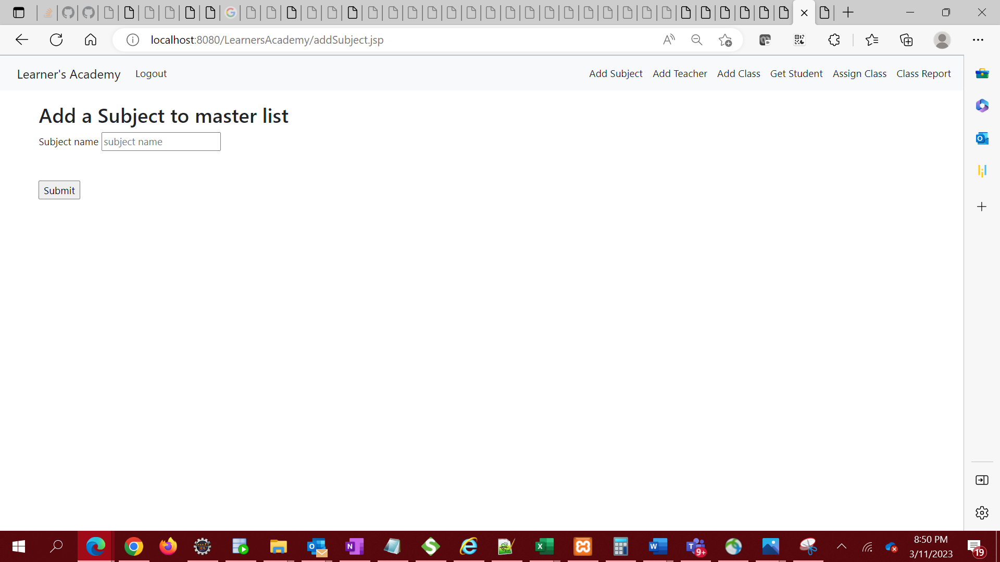 localhost:8080/LearnersAcademy/addSubject.jsp
Learner's Academy Logout Add Subject Add Teacher Add Class Get Student Assign Class Class Report
Add a Subject to master list
Subject name subject name
Submit
8:50 PM
3/11/2023
9+
19